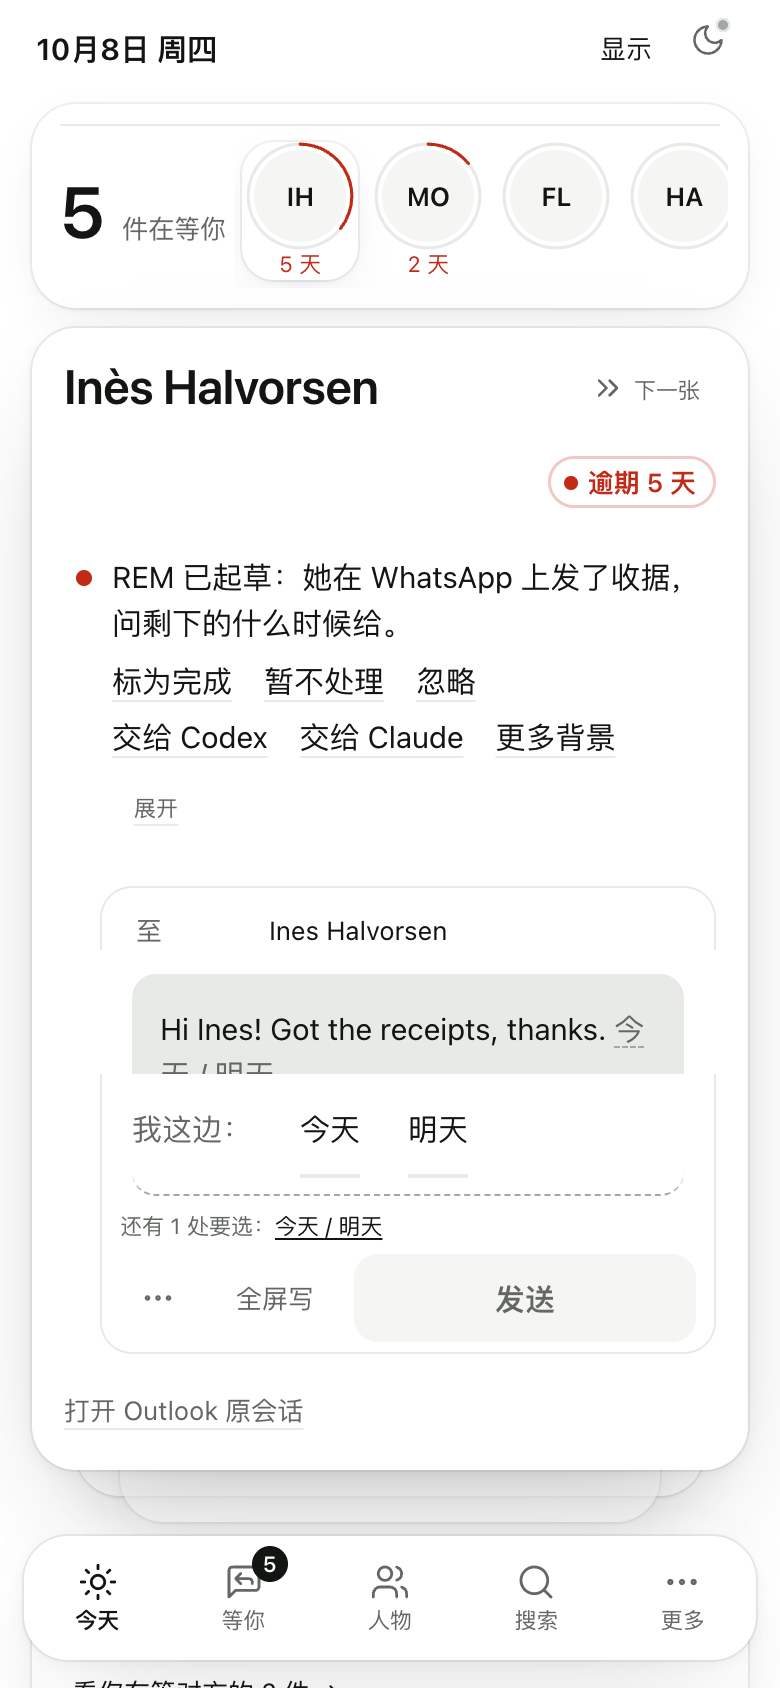 10月8日 周四
显示
5 件在等你
IH
MO
FL
HA
5 天
2 天
Inès Halvorsen
下一张
逾期 5 天
REM 已起草：她在 WhatsApp 上发了收据，
问剩下的什么时候给。
标为完成 暂不处理 忽略
交给 Codex 交给 Claude 更多背景
展开
至 Ines Halvorsen
Hi Ines! Got the receipts, thanks. 今
天 / 明天
我这边： 今天 明天
还有 1 处要选：今天 / 明天
全屏写
发送
打开 Outlook 原会话
5
今天
等你
人物
搜索
更多